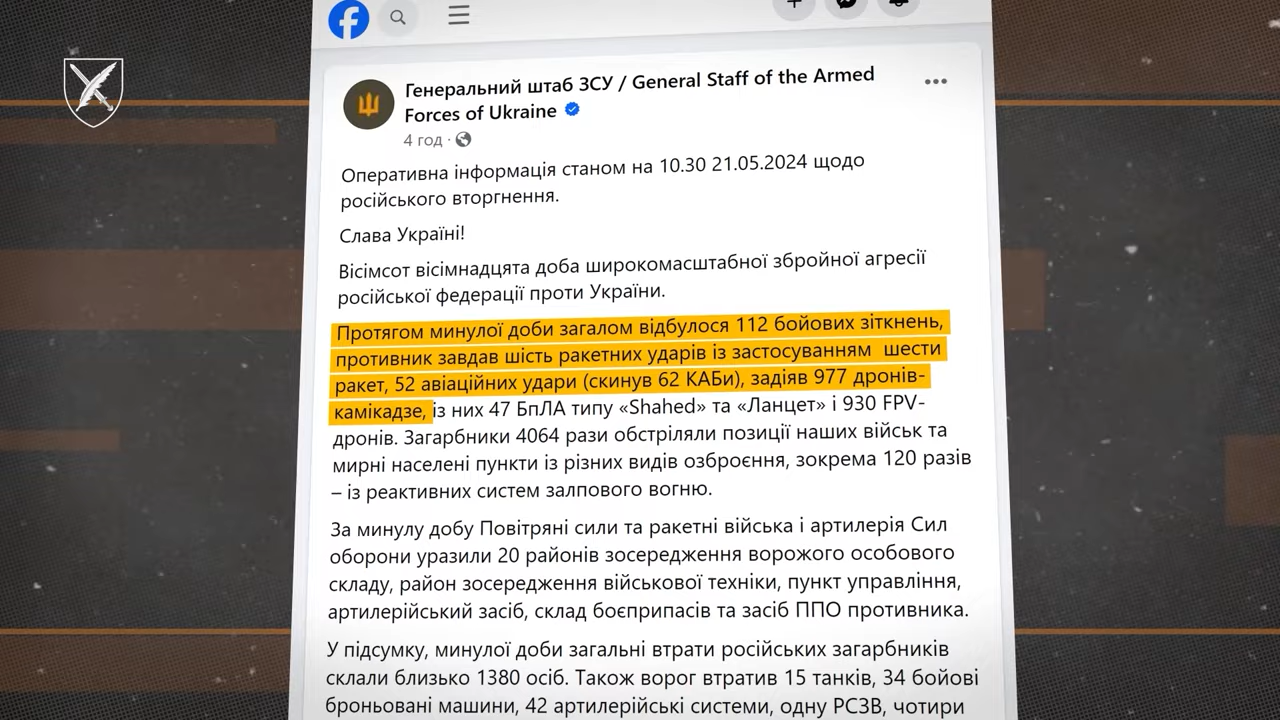 Генеральний штаб ЗСУ / General Staff of the Armed
Forces of Ukraine
4 год ·
Оперативна інформація станом на 10.30 21.05.2024 щодо
російського вторгнення.
Слава Україні!
Вісімсот вісімнадцята доба широкомасштабної збройної агресії
російської федерації проти України.
Протягом минулої доби загалом відбулося 112 бойових зіткнень,
противник завдав шість ракетних ударів із застосуванням шести
ракет, 52 авіаційних удари (скинув 62 КАБи), задіяв 977 дронів-
камікадзе, із них 47 БпЛА типу «Shahed» та «Ланцет» і 930 FPV-
дронів. Загарбники 4064 рази обстріляли позиції наших військ та
мирні населені пункти із різних видів озброєння, зокрема 120 разів
– із реактивних систем залпового вогню.
За минулу добу Повітряні сили та ракетні війська і артилерія Сил
оборони уразили 20 районів зосередження ворожого особового
складу, район зосередження військової техніки, пункт управління,
артилерійський засіб, склад боєприпасів та засіб ППО противника.
У підсумку, минулої доби загальні втрати російських загарбників
склали близько 1380 осіб. Також ворог втратив 15 танків, 34 бойові
броньовані машини, 42 артилерійські системи, одну РСЗВ, чотири